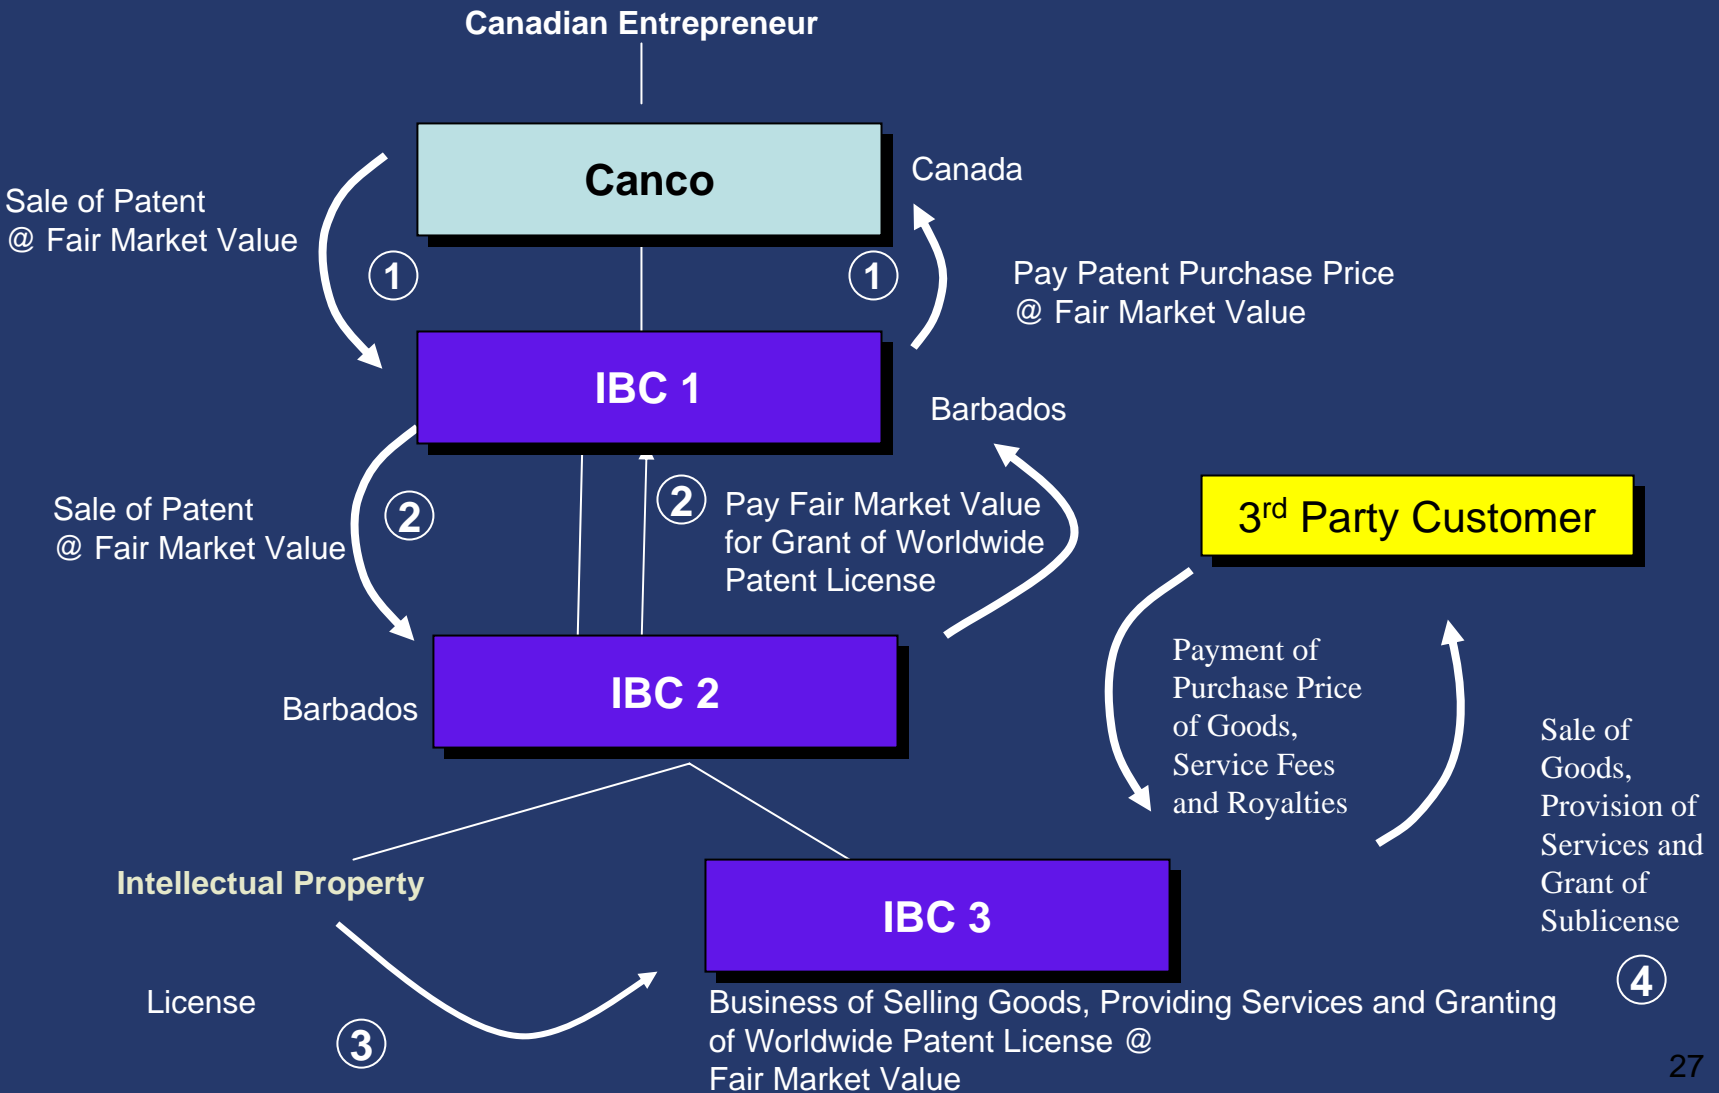 Canadian Entrepreneur
Canco
Canada
Sale of Patent
@ Fair Market Value
1
1
Pay Patent Purchase Price
@ Fair Market Value
IBC 1
Barbados
Sale of Patent
@ Fair Market Value
2
2
Pay Fair Market Value
for Grant of Worldwide
Patent License
3rd Party Customer
IBC 2
Barbados
Payment of
Purchase Price
of Goods,
Service Fees
and Royalties
Sale of
Goods,
Provision of
Services and
Grant of
Sublicense
4
Intellectual Property
IBC 3
License
3
Business of Selling Goods, Providing Services and Granting
of Worldwide Patent License @
Fair Market Value
27